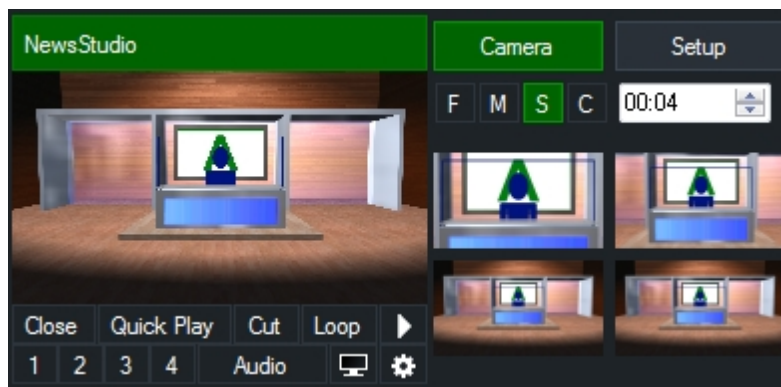 NewsStudio
Camera Setup
F M S C 00:04
Close Quick Play Cut Loop
1 2 3 4 Audio